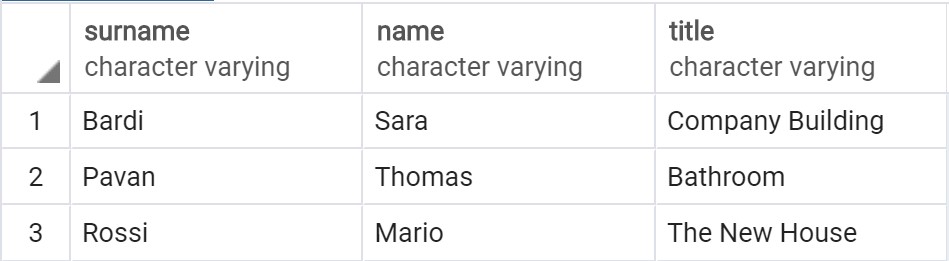 surname name title
character varying character varying character varying
1 Bardi Sara Company Building
2 Pavan Thomas Bathroom
3 Rossi Mario The New House